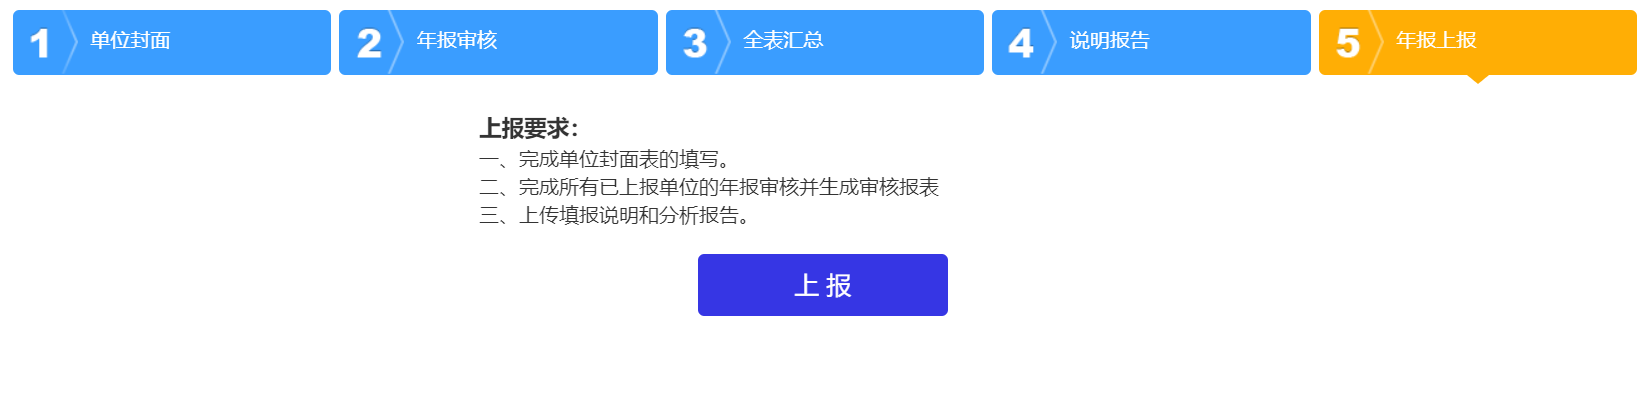 1 单位封面
2 年报审核
3 全表汇总
4 说明报告
5 年报上报
上报要求：
一、完成单位封面表的填写。
二、完成所有已上报单位的年报审核并生成审核报表
三、上传填报说明和分析报告。
上 报